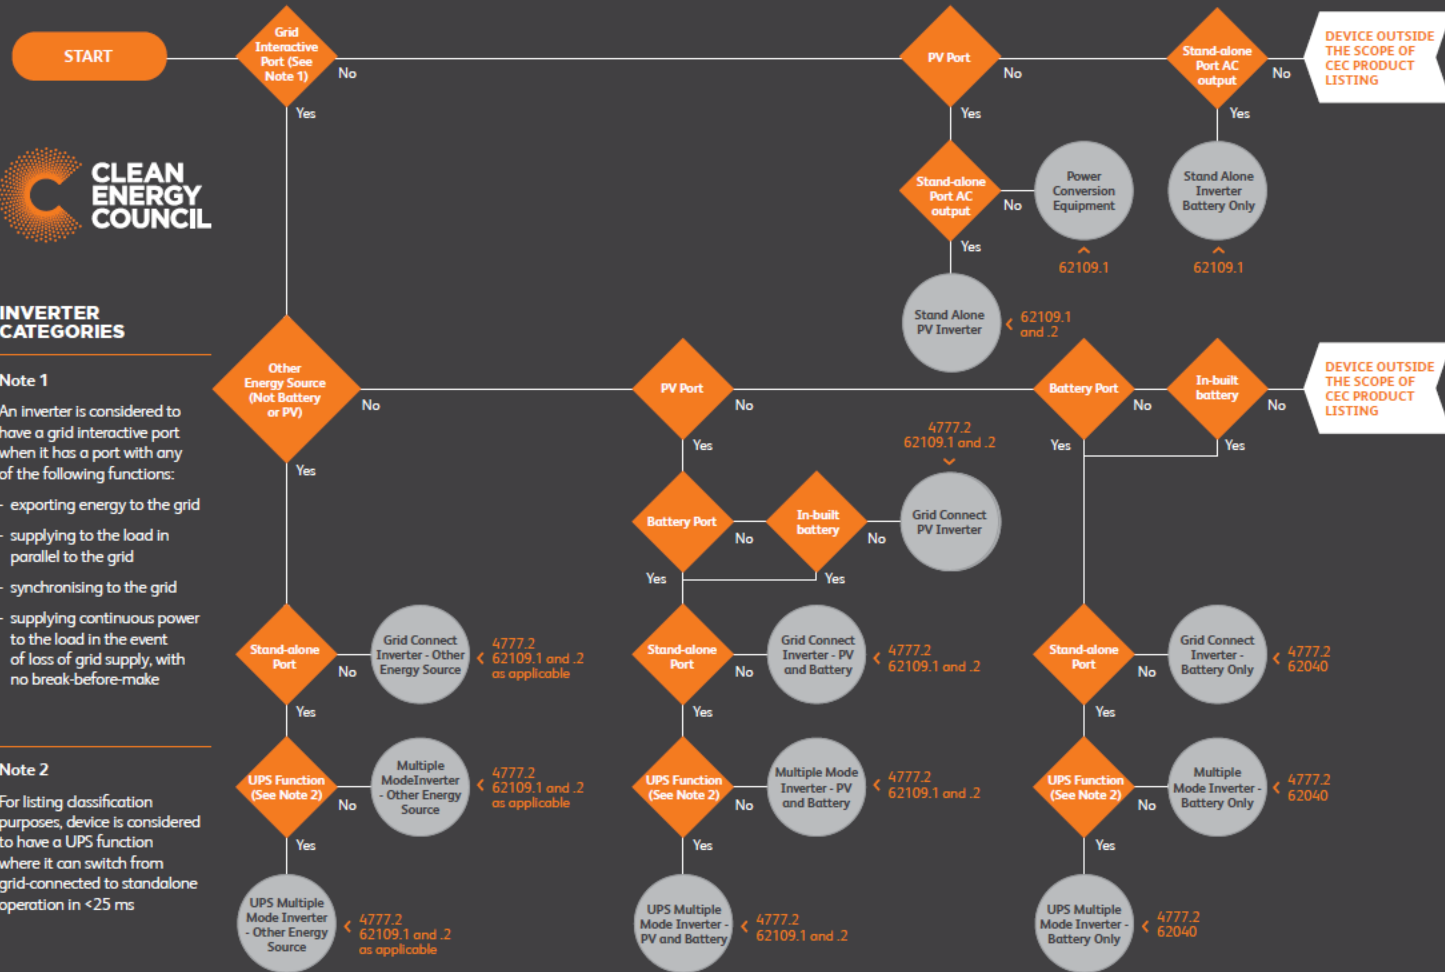 START
Grid
Interactive
Port (See
Note 1)
No
Yes
PV Port
No
Yes
Stand-alone
Port AC
output
No
Yes
DEVICE OUTSIDE
THE SCOPE OF
CEC PRODUCT
LISTING
CLEAN
ENERGY
COUNCIL
Stand-alone
Port AC
output
No
Yes
Power
Conversion
Equipment
62109.1
Stand Alone
Inverter
Battery Only
62109.1
Stand Alone
PV Inverter
62109.1
and .2
INVERTER
CATEGORIES
Note 1
An inverter is considered to
have a grid interactive port
when it has a port with any
of the following functions:
- exporting energy to the grid
- supplying to the load in
parallel to the grid
- synchronising to the grid
- supplying continuous power
to the load in the event
of loss of grid supply, with
no break-before-make
Note 2
For listing classification
purposes, device is considered
to have a UPS function
where it can switch from
grid-connected to standalone
operation in <25 ms
Other
Energy Source
(Not Battery
or PV)
No
Yes
PV Port
No
Yes
Battery Port
No
Yes
In-built
battery
No
Yes
DEVICE OUTSIDE
THE SCOPE OF
CEC PRODUCT
LISTING
Battery Port
No
Yes
In-built
battery
No
Yes
4777.2
62109.1 and .2
Grid Connect
PV Inverter
Stand-alone
Port
No
Yes
Grid Connect
Inverter - Other
Energy Source
4777.2
62109.1 and .2
as applicable
Stand-alone
Port
No
Yes
Grid Connect
Inverter - PV
and Battery
4777.2
62109.1 and .2
Stand-alone
Port
No
Yes
Grid Connect
Inverter -
Battery Only
4777.2
62040
UPS Function
(See Note 2)
No
Yes
Multiple
ModeInverter
- Other Energy
Source
4777.2
62109.1 and .2
as applicable
UPS Function
(See Note 2)
No
Yes
Multiple Mode
Inverter - PV
and Battery
4777.2
62109.1 and .2
UPS Function
(See Note 2)
No
Yes
Multiple
Mode Inverter -
Battery Only
4777.2
62040
UPS Multiple
Mode Inverter
- Other Energy
Source
4777.2
62109.1 and .2
as applicable
UPS Multiple
Mode Inverter -
PV and Battery
4777.2
62109.1 and .2
UPS Multiple
Mode Inverter -
Battery Only
4777.2
62040